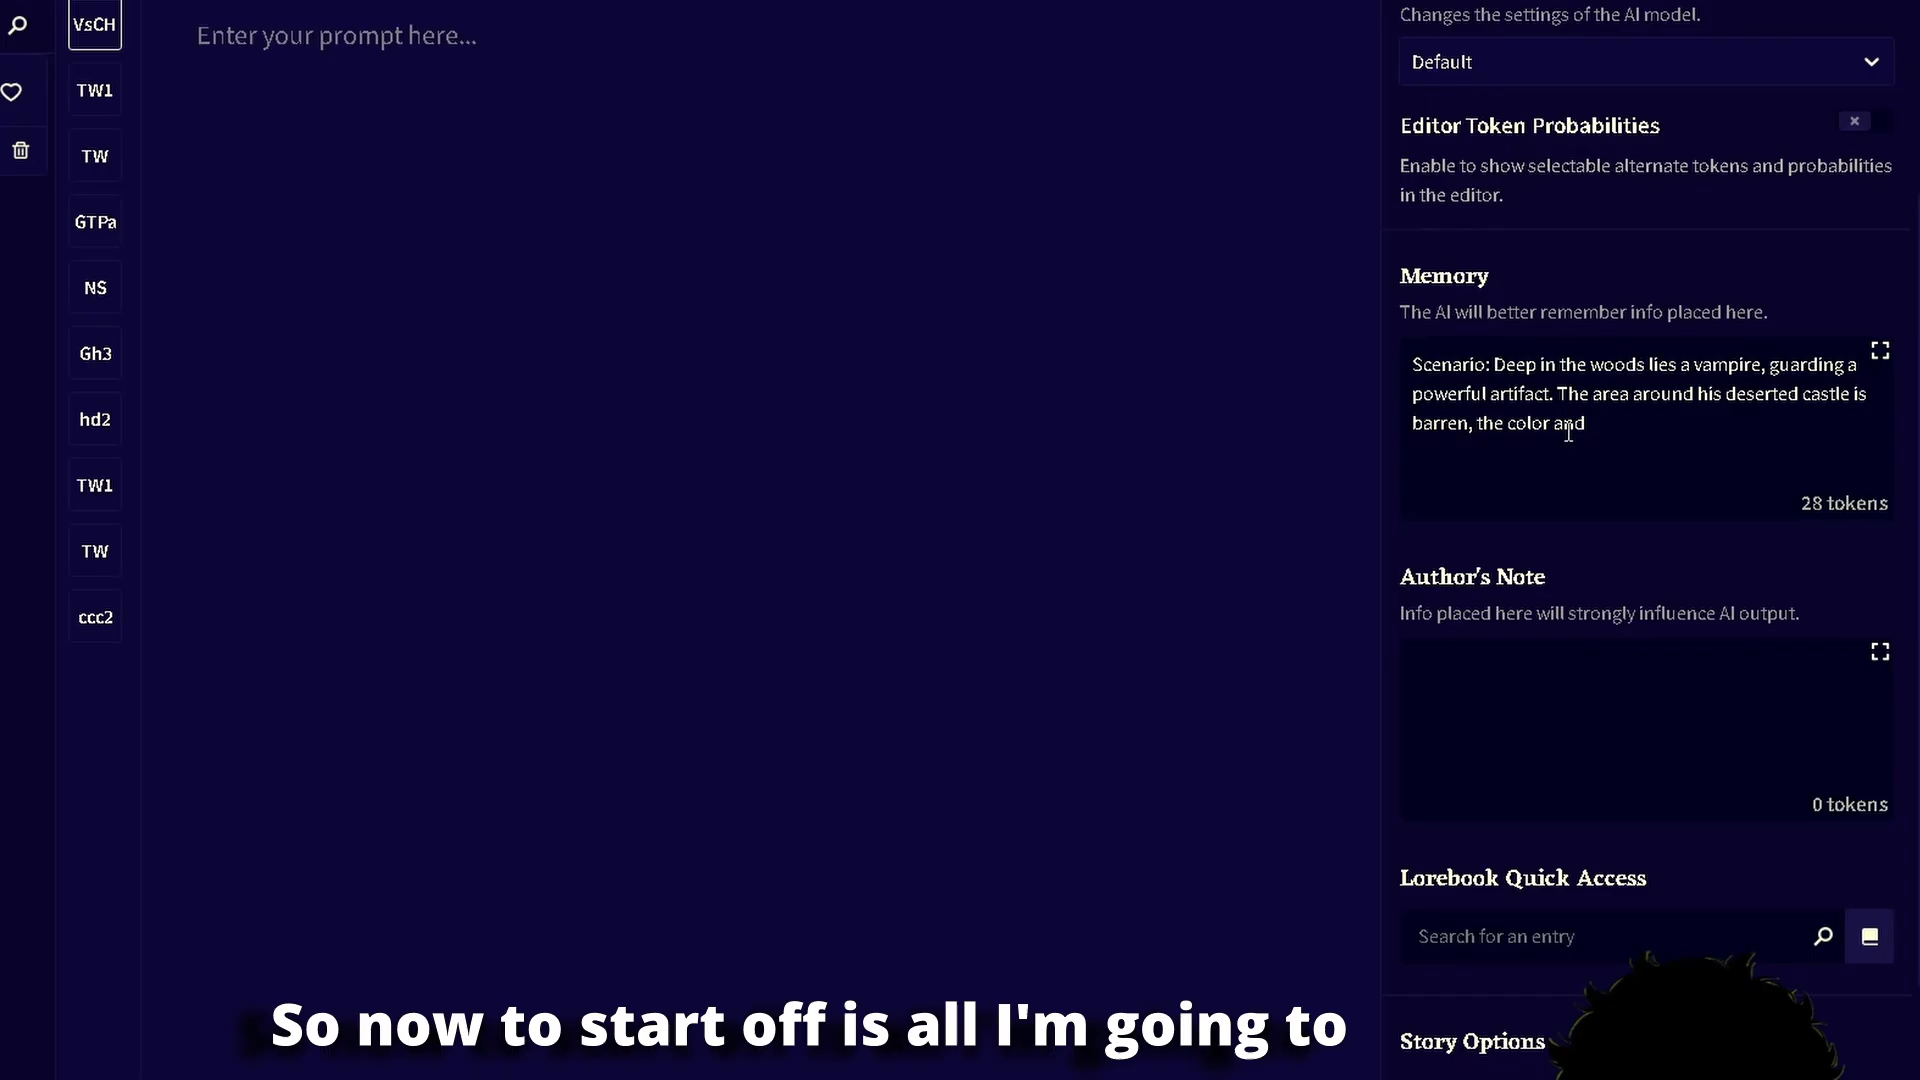 VsCH
TW1
TW
GTPa
NS
Gh3
hd2
TW1
TW
ccc2
Enter your prompt here...
Changes the settings of the AI model.
Default
Editor Token Probabilities
Enable to show selectable alternate tokens and probabilities
in the editor.
Memory
The AI will better remember info placed here.
Scenario: Deep in the woods lies a vampire, guarding a
powerful artifact. The area around his deserted castle is
barren, the color and
28 tokens
Author's Note
Info placed here will strongly influence AI output.
0 tokens
Lorebook Quick Access
Search for an entry
Story Options
So now to start off is all I'm going to